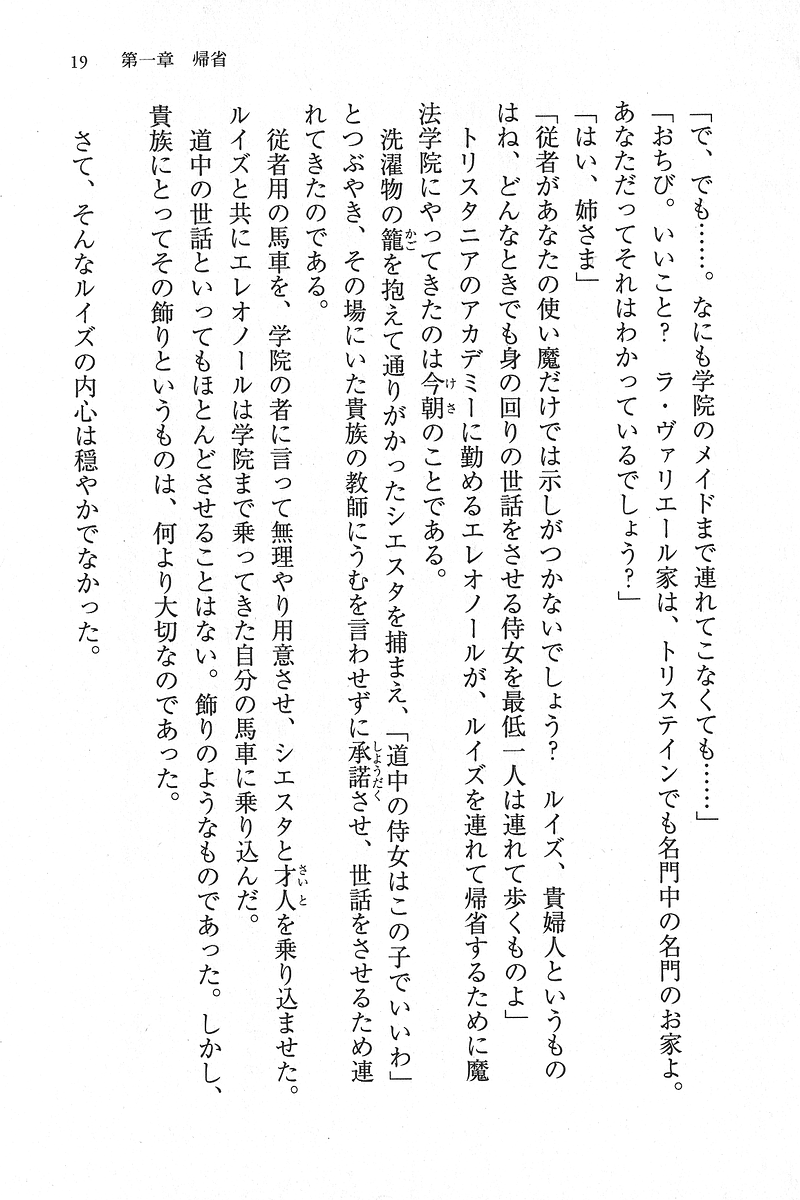 19　第一章　帰省
「で、でも……。なにも学院のメイドまで連れてこなくても……」
「おちび。いいこと？　ラ・ヴァリエール家は、トリステインでも名門中の名門のお家よ。
あなただってそれはわかっているでしょう？」
「はい、姉さま」
「従者があなたの使い魔だけでは示しがつかないでしょう？　ルイズ、貴婦人というもの
はね、どんなときでも身の回りの世話をさせる侍女を最低一人は連れて歩くものよ」
　トリスタニアのアカデミーに勤めるエレオノールが、ルイズを連れて帰省するために魔
法学院にやってきたのは今朝のことである。
　洗濯物の籠を抱えて通りがかったシエスタを捕まえ、「道中の侍女はこの子でいいわ」
とつぶやき、その場にいた貴族の教師にうむを言わせずに承諾させ、世話をさせるため連
れてきたのである。
　従者用の馬車を、学院の者に言って無理やり用意させ、シエスタと才人を乗り込ませた。
ルイズと共にエレオノールは学院まで乗ってきた自分の馬車に乗り込んだ。
　道中の世話といってもほとんどさせることはない。飾りのようなものであった。しかし、
貴族にとってその飾りというものは、何より大切なのであった。
　さて、そんなルイズの内心は穏やかでなかった。